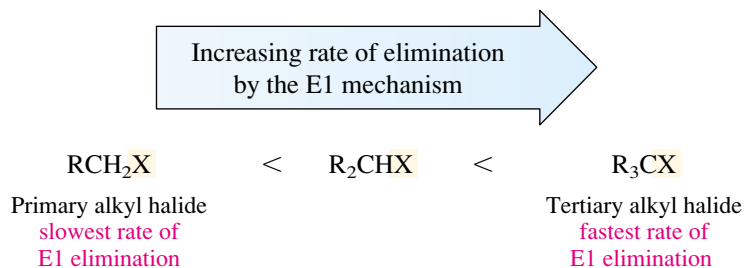 Increasing rate of elimination
by the E1 mechanism
RCH₂X < R₂CHX < R₃CX
Primary alkyl halide Tertiary alkyl halide
slowest rate of fastest rate of
E1 elimination E1 elimination